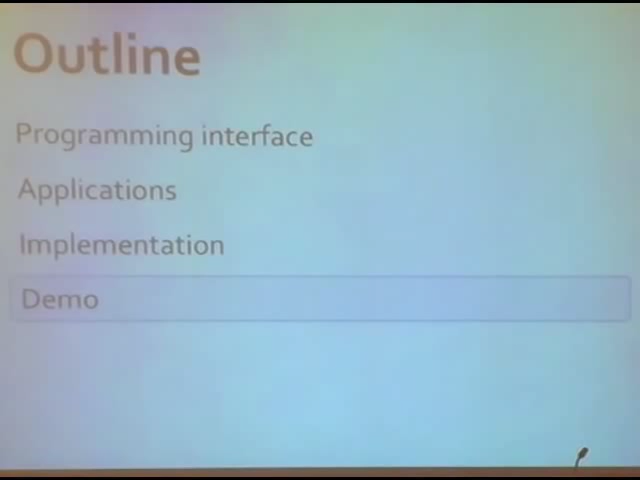 Outline
Programming interface
Applications
Implementation
Demo